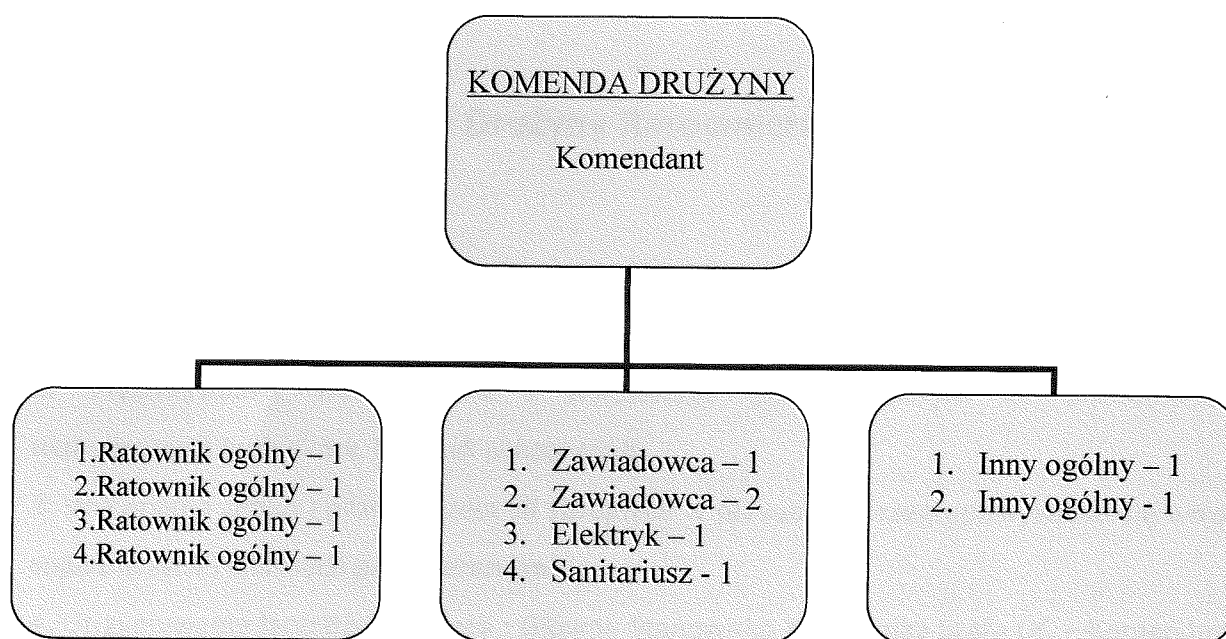 KOMENDA DRUŻYNY
Komendant
1.Ratownik ogólny – 1
2.Ratownik ogólny – 1
3.Ratownik ogólny – 1
4.Ratownik ogólny – 1
1. Zawiadowca – 1
2. Zawiadowca – 2
3. Elektryk – 1
4. Sanitariusz - 1
1. Inny ogólny – 1
2. Inny ogólny - 1